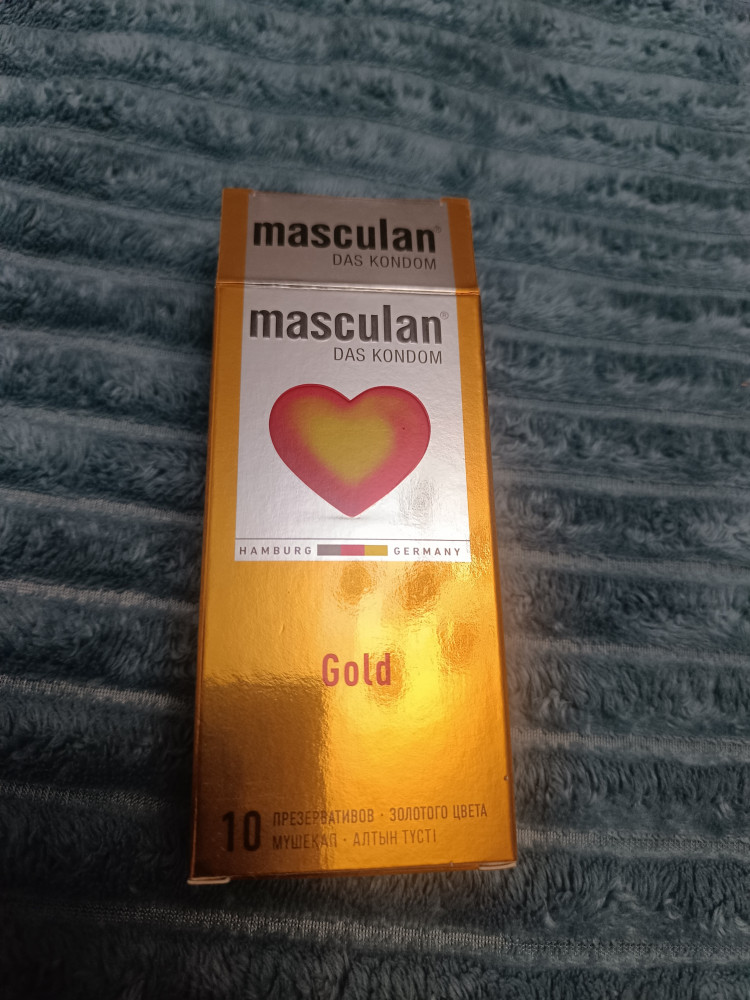 masculan®
DAS KONDOM
masculan®
DAS KONDOM
HAMBURG GERMANY
Gold
10 ПРЕЗЕРВАТИВОВ · ЗОЛОТОГО ЦВЕТА
МҮШЕҚАП · АЛТЫН ТҮСТІ